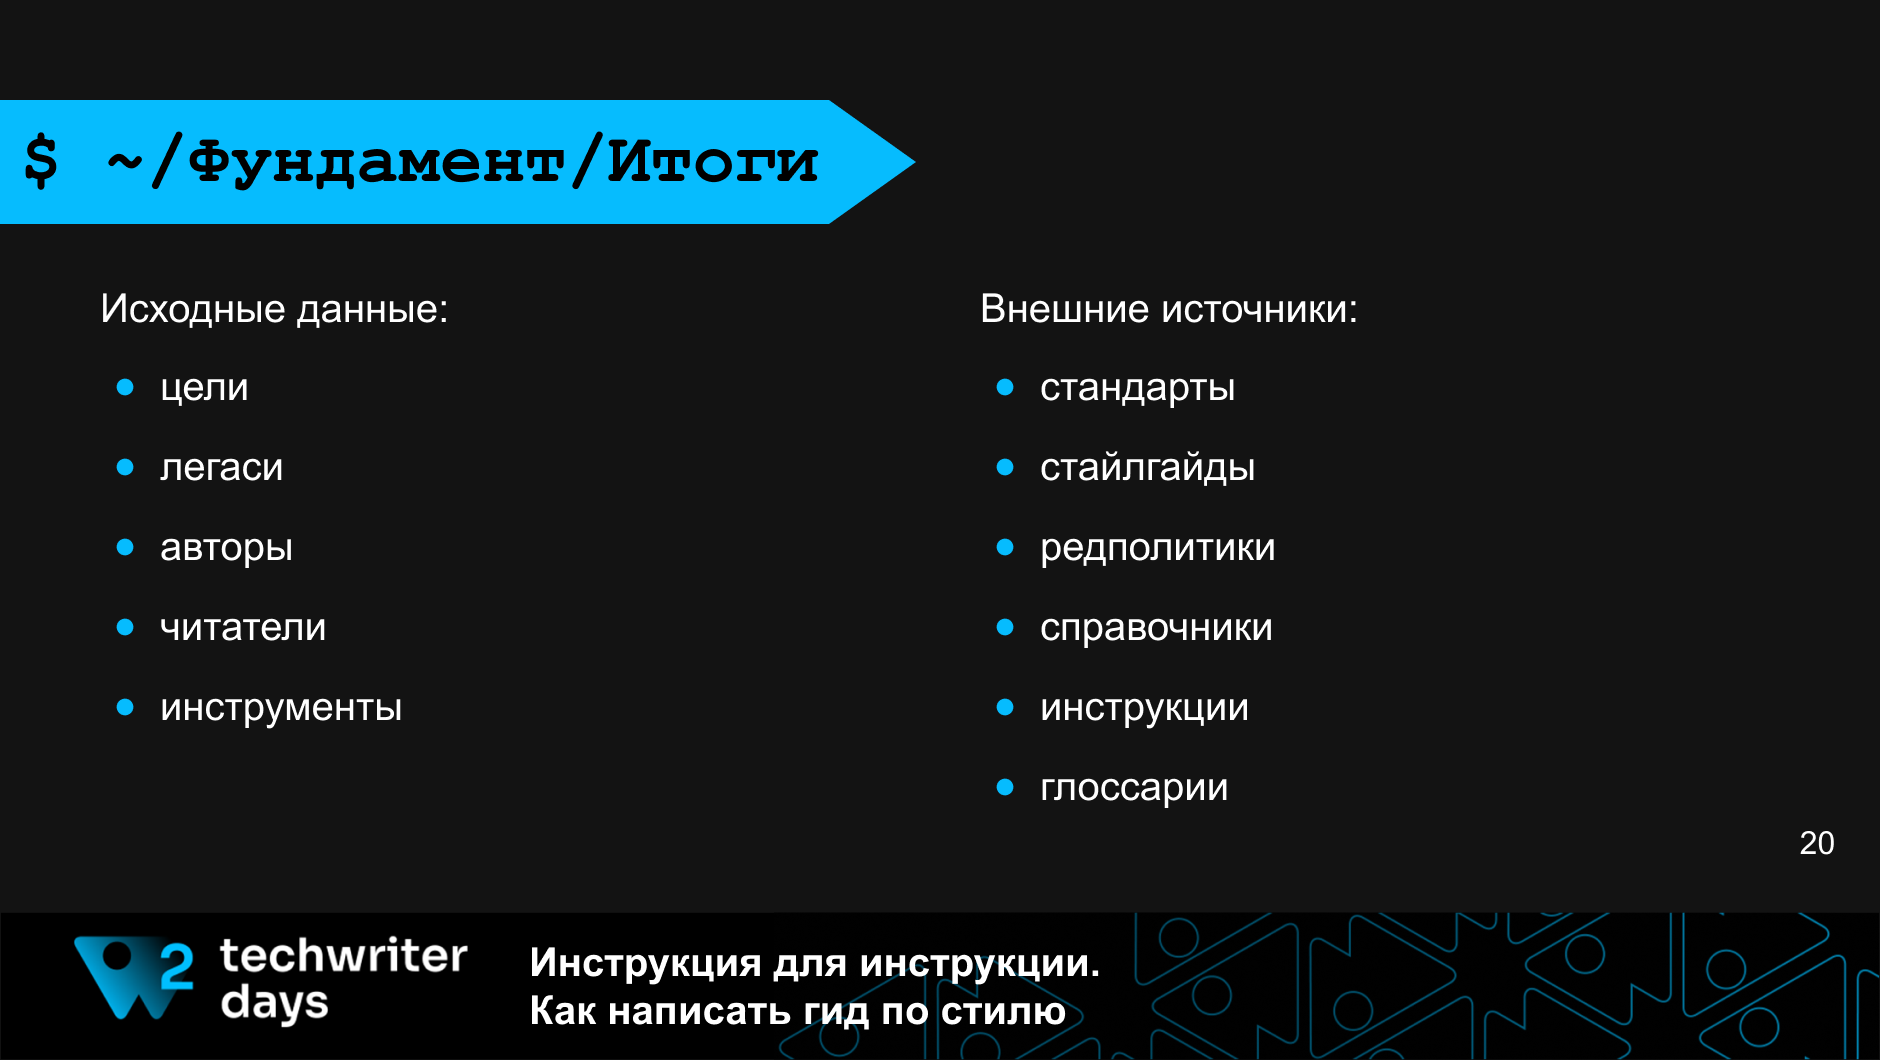 $ ~/Фундамент/Итоги
Исходные данные:
цели
легаси
авторы
читатели
инструменты
Внешние источники:
стандарты
стайлгайды
редполитики
справочники
инструкции
глоссарии
20
2
techwriter
days
Инструкция для инструкции.
Как написать гид по стилю